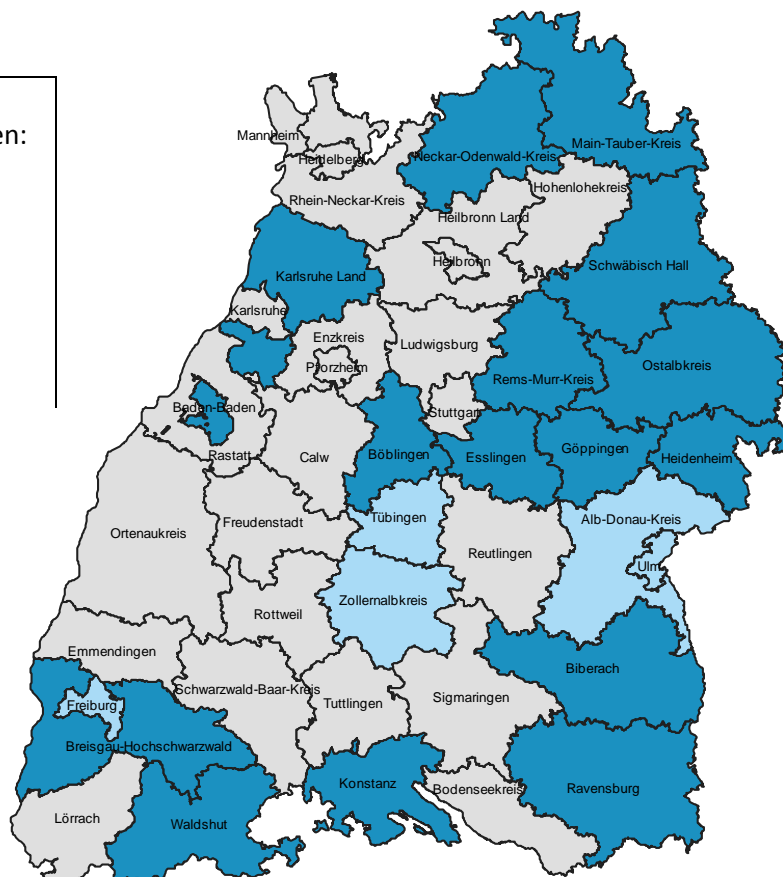 en:
Mannheim
Main-Tauber-Kreis
Heidelberg
Neckar-Odenwald-Kreis
Hohenlohekreis
Rhein-Neckar-Kreis
Heilbronn Land
Heilbronn
Schwäbisch Hall
Karlsruhe Land
Karlsruhe
Enzkreis
Ludwigsburg
Pforzheim
Ostalbkreis
Rems-Murr-Kreis
Baden-Baden
Stuttgart
Göppingen
Rastatt
Calw
Böblingen
Esslingen
Heidenheim
Tübingen
Alb-Donau-Kreis
Freudenstadt
Ortenaukreis
Reutlingen
Ulm
Zollernalbkreis
Rottweil
Emmendingen
Biberach
Schwarzwald-Baar-Kreis
Sigmaringen
Tuttlingen
Freiburg
Breisgau-Hochschwarzwald
Konstanz
Bodenseekreis
Ravensburg
Lörrach
Waldshut